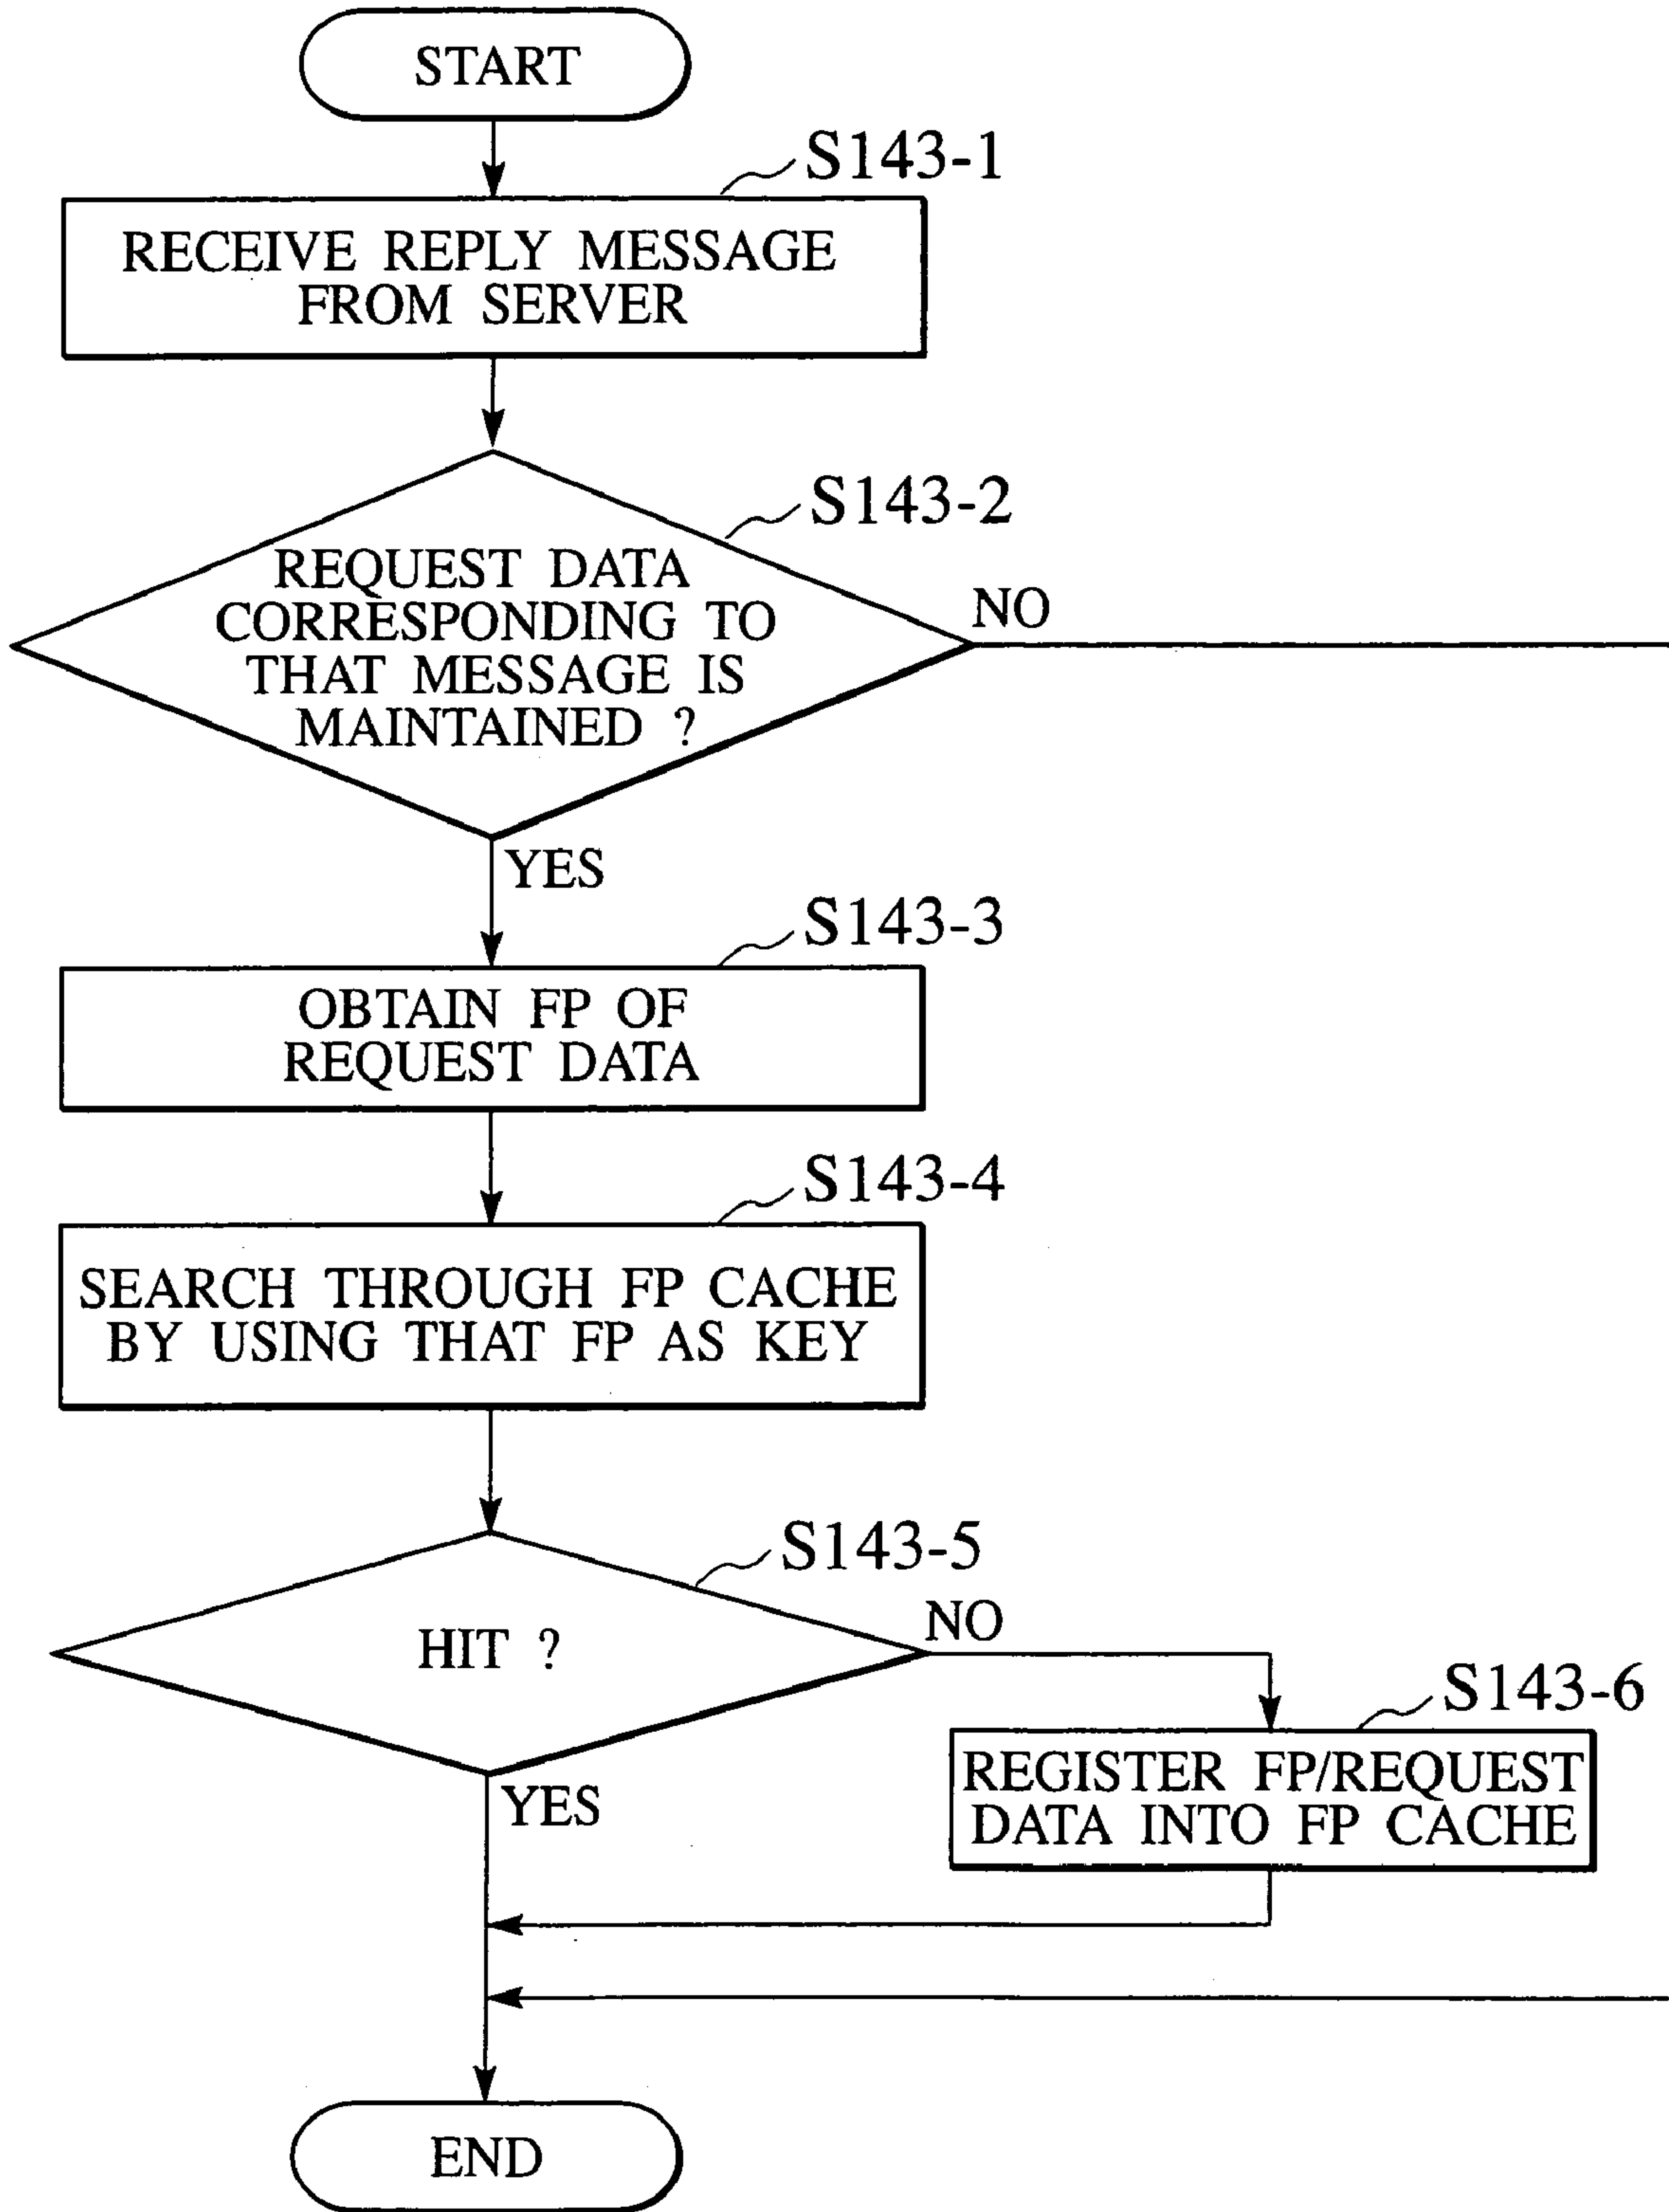 START
S143-1
RECEIVE REPLY MESSAGE
FROM SERVER
S143-2
REQUEST DATA
CORRESPONDING TO
THAT MESSAGE IS
MAINTAINED ?
NO
YES
S143-3
OBTAIN FP OF
REQUEST DATA
S143-4
SEARCH THROUGH FP CACHE
BY USING THAT FP AS KEY
S143-5
HIT ?
NO
S143-6
REGISTER FP/REQUEST
DATA INTO FP CACHE
YES
END